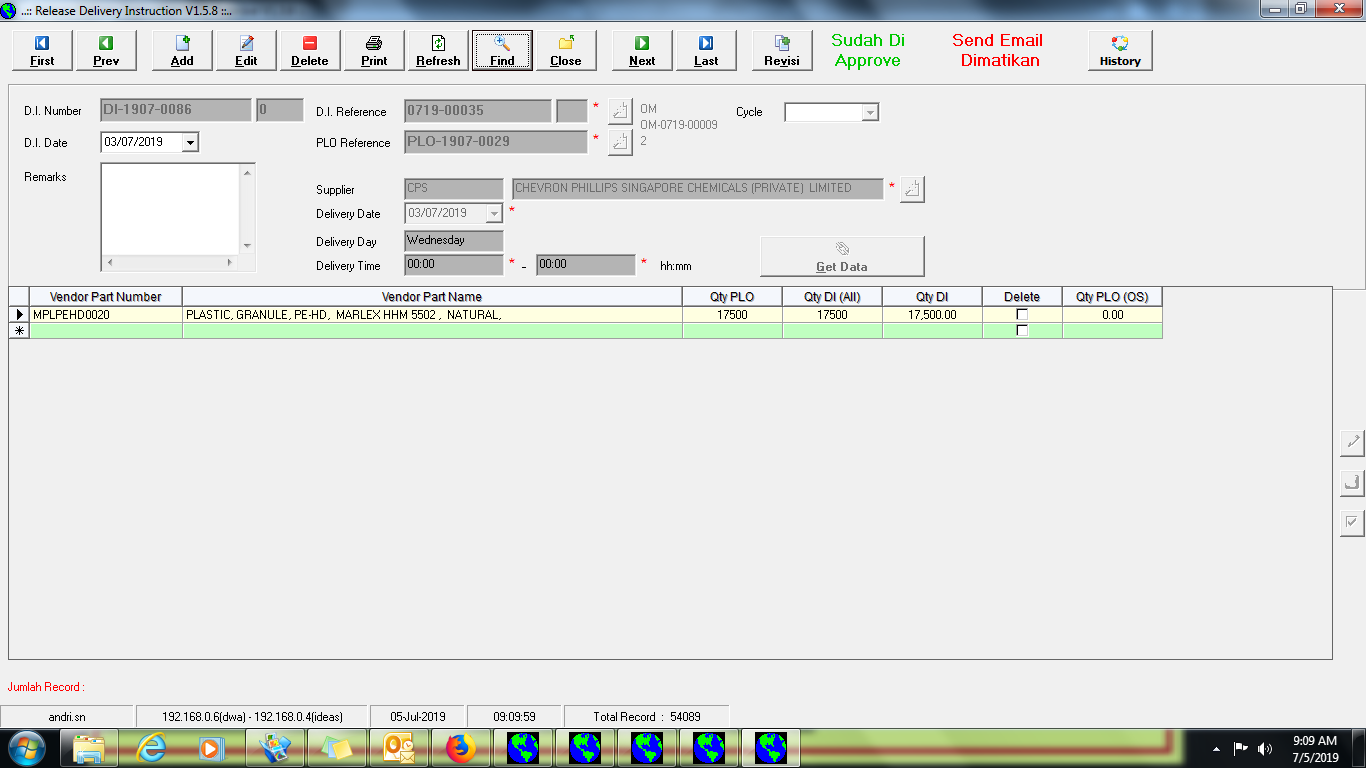 ..:: Release Delivery Instruction V1.5.8 ::..
First Prev Add Edit Delete Print Refresh Find Close Next Last Revisi History
Sudah Di Approve
Send Email Dimatikan
D.I. Number DI-1907-0086 0 D.I. Reference 0719-00035 * OM Cycle
OM-0719-00009
D.I. Date 03/07/2019 PLO Reference PLO-1907-0029 * 2
Remarks
Supplier CPS CHEVRON PHILLIPS SINGAPORE CHEMICALS (PRIVATE) LIMITED *
Delivery Date 03/07/2019 *
Delivery Day Wednesday
Delivery Time 00:00 * - 00:00 * hh:mm
Get Data
Vendor Part Number Vendor Part Name Qty PLO Qty DI (All) Qty DI Delete Qty PLO (OS)
MPLPEHD0020 PLASTIC, GRANULE, PE-HD, MARLEX HHM 5502 , NATURAL, 17500 17500 17,500.00 0.00
Jumlah Record :
andri.sn 192.168.0.6(dwa) - 192.168.0.4(ideas) 05-Jul-2019 09:09:59 Total Record : 54089
9:09 AM
7/5/2019